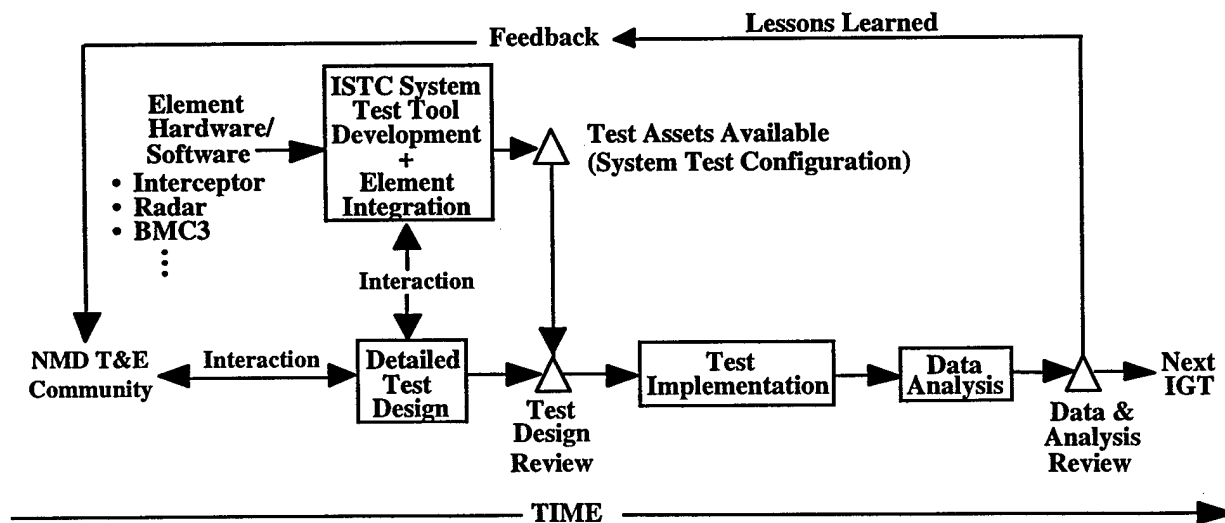 Lessons Learned
Feedback
Element
Hardware/
Software
• Interceptor
• Radar
• BMC3
ISTC System
Test Tool
Development
+
Element
Integration
Test Assets Available
(System Test Configuration)
Interaction
NMD T&E
Community
Interaction
Detailed
Test
Design
Test
Design
Review
Test
Implementation
Data
Analysis
Data &
Analysis
Review
Next
IGT
TIME